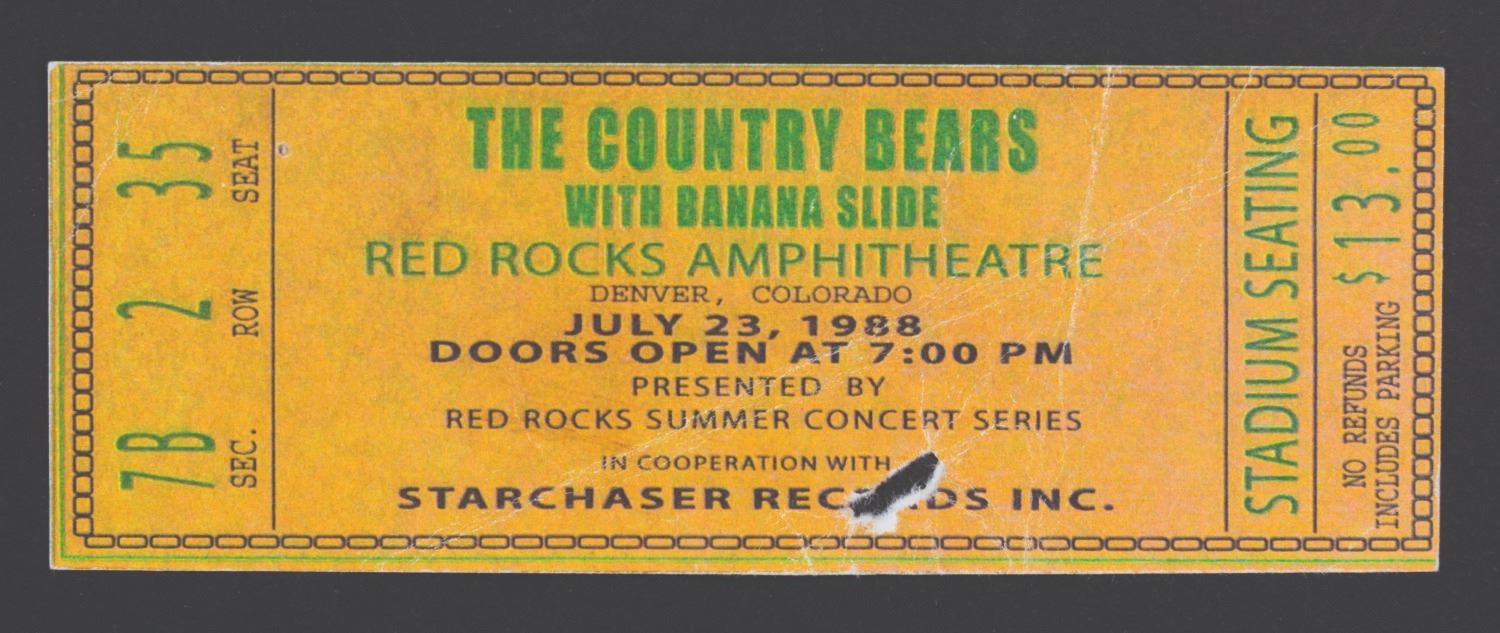 7B 2 35
SEC. ROW SEAT
THE COUNTRY BEARS
WITH BANANA SLIDE
RED ROCKS AMPHITHEATRE
DENVER, COLORADO
JULY 23, 1988
DOORS OPEN AT 7:00 PM
PRESENTED BY
RED ROCKS SUMMER CONCERT SERIES
IN COOPERATION WITH
STARCHASER INC.
STADIUM SEATING
NO REFUNDS
INCLUDES PARKING
$13.00